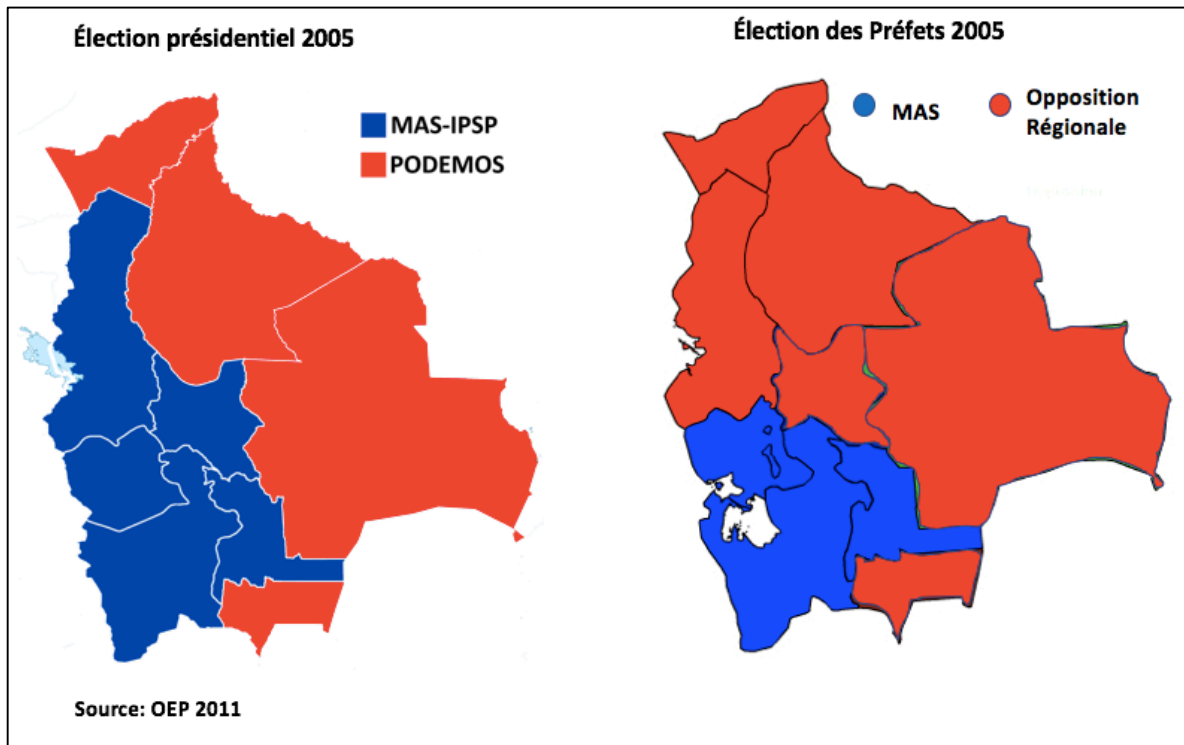 Élection présidentiel 2005
MAS-IPSP
PODEMOS
Élection des Préfets 2005
MAS
Opposition
Régionale
Source: OEP 2011